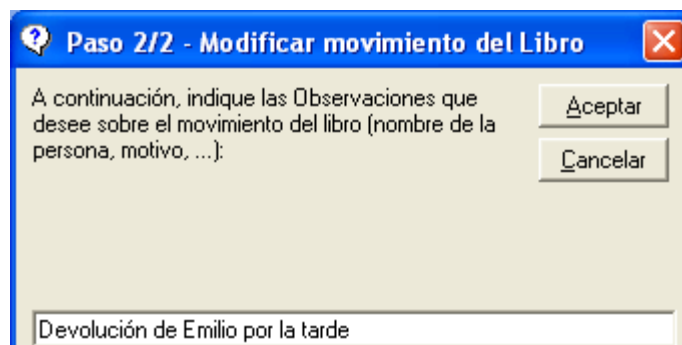 Paso 2/2 - Modificar movimiento del Libro
A continuación, indique las Observaciones que
desee sobre el movimiento del libro (nombre de la
persona, motivo, ...):
Aceptar
Cancelar
Devolución de Emilio por la tarde